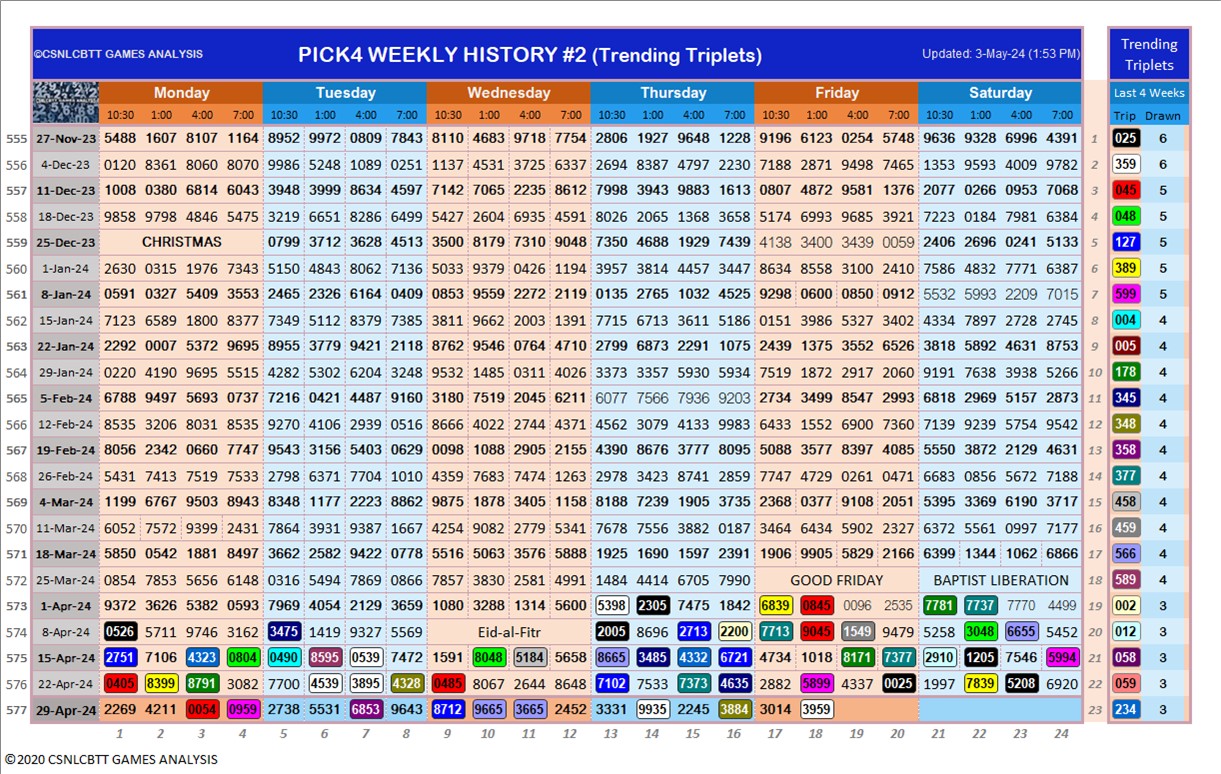 ©CSNLCBTT GAMES ANALYSIS PICK4 WEEKLY HISTORY #2 (Trending Triplets) Updated: 3-May-24 (1:53 PM) Trending Triplets
Monday Tuesday Wednesday Thursday Friday Saturday Last 4 Weeks
10:30 1:00 4:00 7:00 10:30 1:00 4:00 7:00 10:30 1:00 4:00 7:00 10:30 1:00 4:00 7:00 10:30 1:00 4:00 7:00 10:30 1:00 4:00 7:00 Trip Drawn
555 27-Nov-23 5488 1607 8107 1164 8952 9972 0809 7843 8110 4683 9718 7754 2806 1927 9648 1228 9196 6123 0254 5748 9636 9328 6996 4391 1 025 6
556 4-Dec-23 0120 8361 8060 8070 9986 5248 1089 0251 1137 4531 3725 6337 2694 8387 4797 2230 7188 2871 9498 7465 1353 9593 4009 9782 2 359 6
557 11-Dec-23 1008 0380 6814 6043 3948 3999 8634 4597 7142 7065 2235 8612 7998 3943 9883 1613 0807 4872 9581 1376 2077 0266 0953 7068 3 045 5
558 18-Dec-23 9858 9798 4846 5475 3219 6651 8286 6499 5427 2604 6935 4591 8026 2065 1368 3658 5174 6993 9685 3921 7223 0184 7981 6384 4 048 5
559 25-Dec-23 CHRISTMAS 0799 3712 3628 4513 3500 8179 7310 9048 7350 4688 1929 7439 4138 3400 3439 0059 2406 2696 0241 5133 5 127 5
560 1-Jan-24 2630 0315 1976 7343 5150 4843 8062 7136 5033 9379 0426 1194 3957 3814 4457 3447 8634 8558 3100 2410 7586 4832 7771 6387 6 389 5
561 8-Jan-24 0591 0327 5409 3553 2465 2326 6164 0409 0853 9559 2272 2119 0135 2765 1032 4525 9298 0600 0850 0912 5532 5993 2209 7015 7 599 5
562 15-Jan-24 7123 6589 1800 8377 7349 5112 8379 7385 3811 9662 2003 1391 7715 6713 3611 5186 0151 3986 5327 3402 4334 7897 2728 2745 8 004 4
563 22-Jan-24 2292 0007 5372 9695 8955 3779 9421 2118 8762 9546 0764 4710 2799 6873 2291 1075 2439 1375 3552 6526 3818 5892 4631 8753 9 005 4
564 29-Jan-24 0220 4190 9695 5515 4282 5302 6204 3248 9532 1485 0311 4026 3373 3357 5930 5934 7519 1872 2917 2060 9191 7638 3938 5266 10 178 4
565 5-Feb-24 6788 9497 5693 0737 7216 0421 4487 9160 3180 7519 2045 6211 6077 7566 7936 9203 2734 3499 8547 2993 6818 2969 5157 2873 11 345 4
566 12-Feb-24 8535 3206 8031 8535 9270 4106 2939 0516 8666 4022 2744 4371 4562 3079 4133 9983 6433 1552 6900 7360 7139 9239 5754 9542 12 348 4
567 19-Feb-24 8056 2342 0660 7747 9543 3156 5403 0629 0098 1088 2905 2155 4390 8676 3777 8095 5088 3577 8397 4085 5550 3872 2129 4631 13 358 4
568 26-Feb-24 5431 7413 7519 7533 2798 6371 7704 1010 4359 7683 7474 1263 2978 3423 2741 2859 7747 4729 0261 0471 6683 0856 5672 7188 14 377 4
569 4-Mar-24 1199 6767 9503 8943 8348 1177 2223 8862 9875 1878 3405 1158 8188 7239 1905 3735 2368 0377 9108 2051 5395 3369 6190 3717 15 458 4
570 11-Mar-24 6052 7572 9399 2431 7864 3931 9387 1667 4254 9082 2779 5341 7678 7556 3882 0187 3464 6434 5902 2327 6372 5561 0997 7177 16 459 4
571 18-Mar-24 5850 0542 1881 8497 3662 2582 9422 0778 5516 5063 3576 5888 1925 1690 1597 2391 1906 9905 5829 2166 6399 1344 1062 6866 17 566 4
572 25-Mar-24 0854 7853 5656 6148 0316 5494 7869 0866 7857 3830 2581 4991 1484 4414 6705 7990 GOOD FRIDAY BAPTIST LIBERATION 18 589 4
573 1-Apr-24 9372 3626 5382 0593 7969 4054 2129 3659 1080 3288 1314 5600 5398 2305 7475 1842 6839 0845 0096 2535 7781 7737 7770 4499 19 002 3
574 8-Apr-24 0526 5711 9746 3162 3475 1419 9327 5569 Eid-al-Fitr 2005 8696 2713 2200 7713 9045 1549 9479 5258 3048 6655 5452 20 012 3
575 15-Apr-24 2751 7106 4323 0804 0490 8595 0539 7472 1591 8048 5184 5658 8665 3485 4332 6721 4734 1018 8171 7377 2910 1205 7546 5994 21 058 3
576 22-Apr-24 0405 8399 8791 3082 7700 4539 3895 4328 0485 8067 2644 8648 7102 7533 7373 4635 2882 5899 4337 0025 1997 7839 5208 6920 22 059 3
577 29-Apr-24 2269 4211 0054 0959 2738 5531 6853 9643 8712 9665 3665 2452 3331 9935 2245 3884 3014 3959 23 234 3
1 2 3 4 5 6 7 8 9 10 11 12 13 14 15 16 17 18 19 20 21 22 23 24
©2020 CSNLCBTT GAMES ANALYSIS